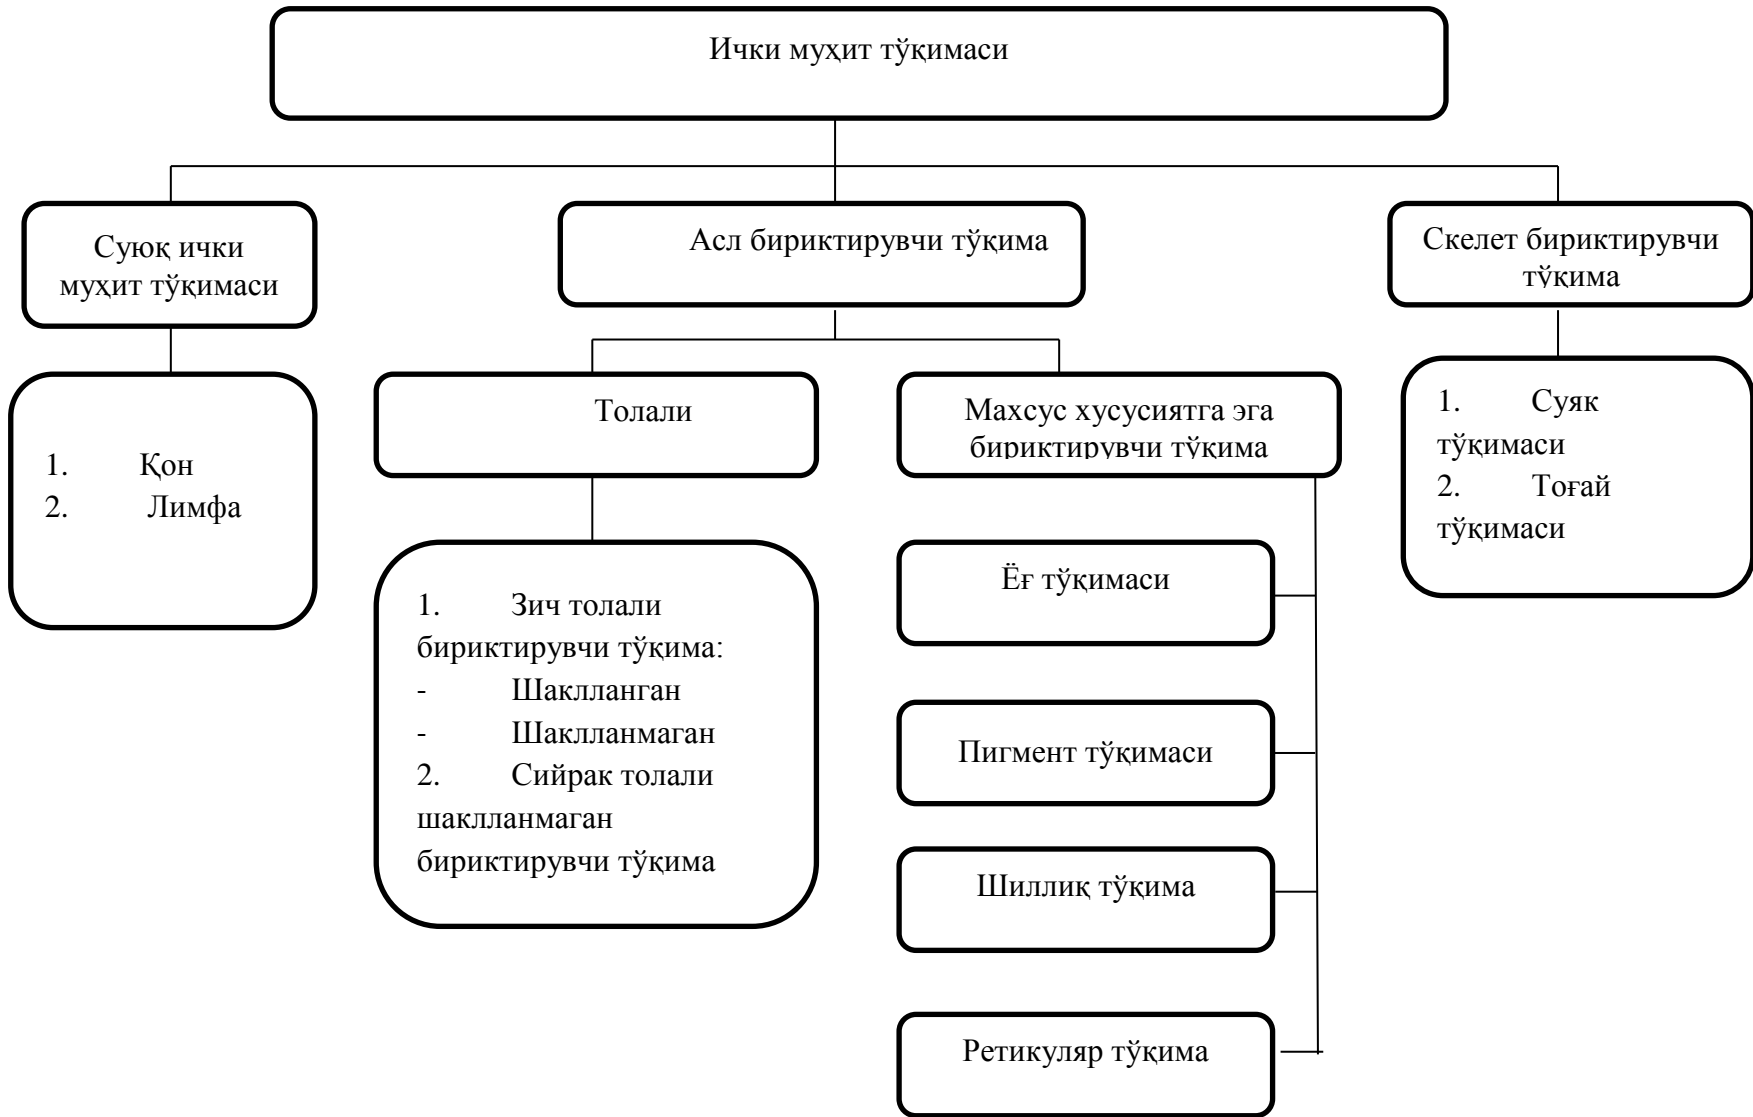 Ички муҳит тўқимаси
Суюқ ички
муҳит тўқимаси
Асл бириктирувчи тўқима
Скелет бириктирувчи
тўқима
1. Қон
2. Лимфа
Толали
Махсус хусусиятга эга
бириктирувчи тўқима
1. Суяк
тўқимаси
2. Тоғай
тўқимаси
1. Зич толали
бириктирувчи тўқима:
- Шаклланган
- Шаклланмаган
2. Сийрак толали
шаклланмаган
бириктирувчи тўқима
Ёғ тўқимаси
Пигмент тўқимаси
Шиллиқ тўқима
Ретикуляр тўқима